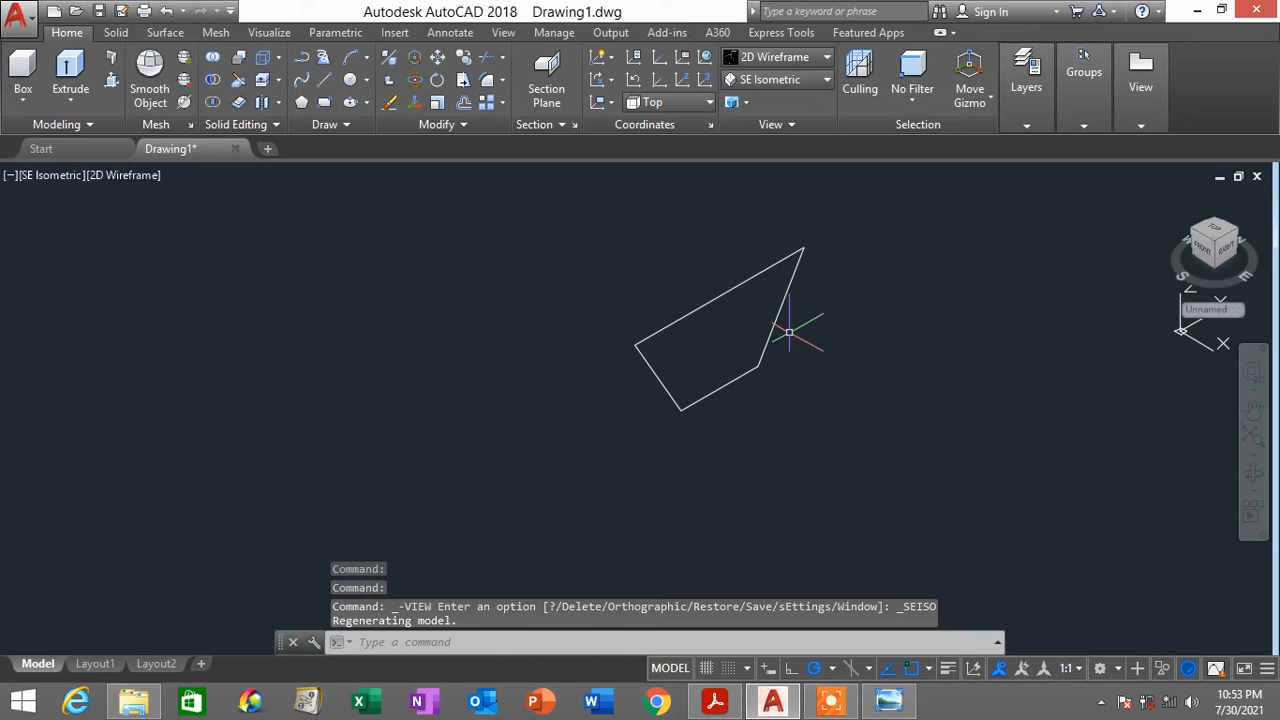 Autodesk AutoCAD 2018 Drawing1.dwg
Type a keyword or phrase
Sign In
Home Solid Surface Mesh Visualize Parametric Insert Annotate View Manage Output Add-ins A360 Express Tools Featured Apps
Box
Extrude
Smooth
Object
Section
Plane
2D Wireframe
SE Isometric
Top
Culling
No Filter
Move
Gizmo
Layers
Groups
View
Modeling Mesh Solid Editing Draw Modify Section Coordinates View Selection
Start Drawing1*
[−][SE Isometric][2D Wireframe]
TOP
FRONT RIGHT
W N
S E
Z
Y
Unnamed
X
2D
Command:
Command:
Command: _-VIEW Enter an option [?/Delete/Orthographic/Restore/Save/sEttings/Window]: _SEISO
Regenerating model.
Type a command
Model Layout1 Layout2
MODEL 1:1
10:53 PM
7/30/2021